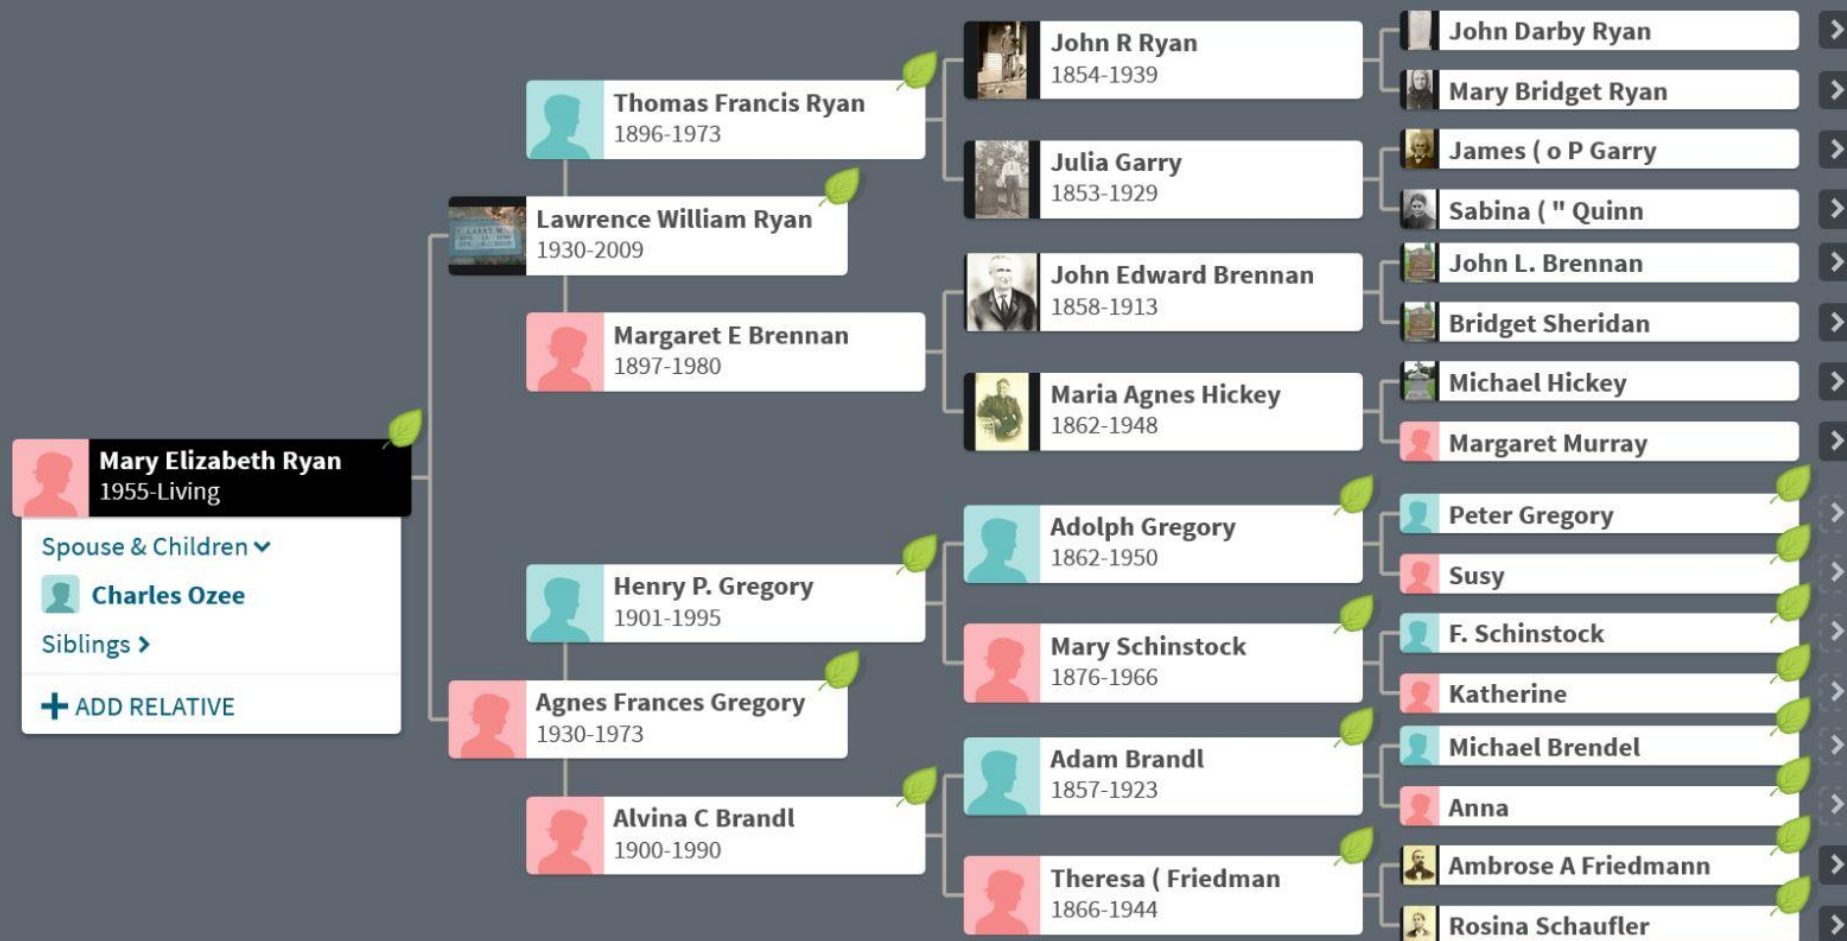 Mary Elizabeth Ryan
1955-Living
Spouse & Children
Charles Ozee
Siblings
ADD RELATIVE
Thomas Francis Ryan
1896-1973
Lawrence William Ryan
1930-2009
Margaret E Brennan
1897-1980
Henry P. Gregory
1901-1995
Agnes Frances Gregory
1930-1973
Alvina C Brandl
1900-1990
John R Ryan
1854-1939
Julia Garry
1853-1929
John Edward Brennan
1858-1913
Maria Agnes Hickey
1862-1948
Adolph Gregory
1862-1950
Mary Schinstock
1876-1966
Adam Brandl
1857-1923
Theresa ( Friedman
1866-1944
John Darby Ryan
Mary Bridget Ryan
James ( o P Garry
Sabina ( " Quinn
John L. Brennan
Bridget Sheridan
Michael Hickey
Margaret Murray
Peter Gregory
Susy
F. Schinstock
Katherine
Michael Brendel
Anna
Ambrose A Friedmann
Rosina Schaufler